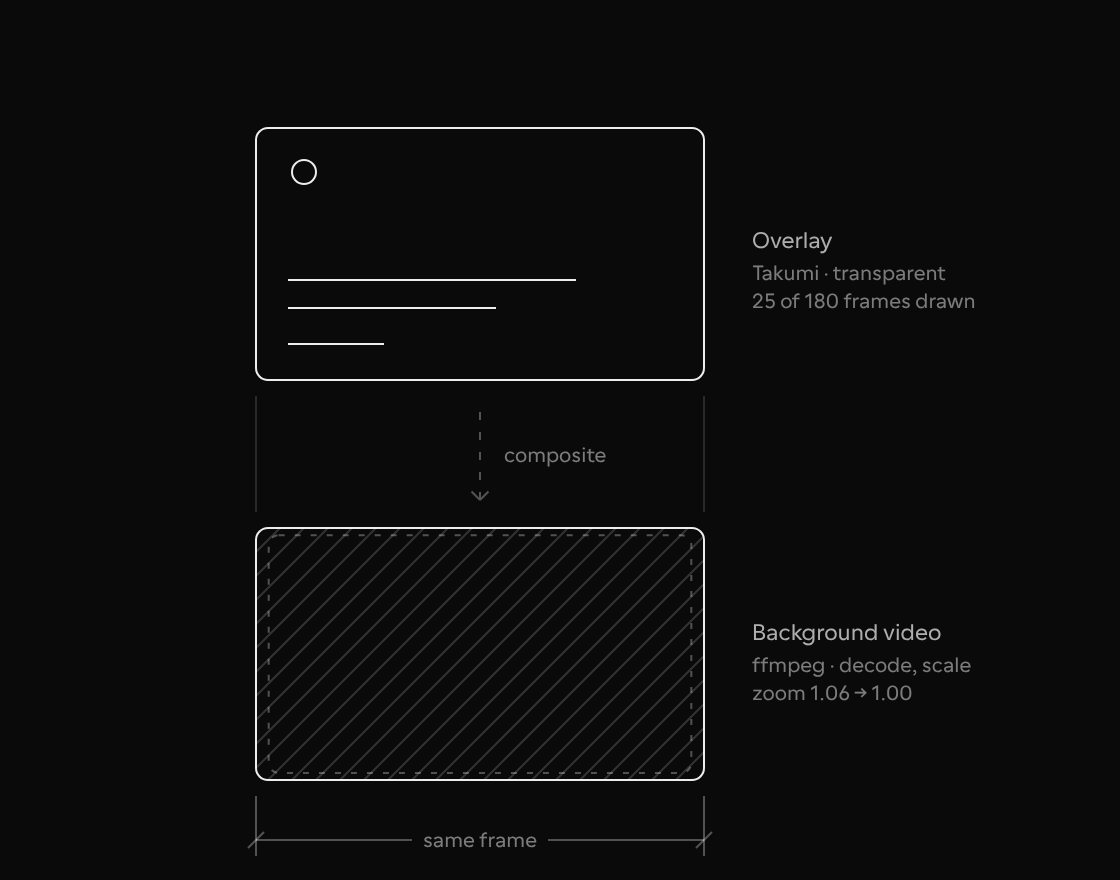 Overlay
Takumi · transparent
25 of 180 frames drawn
composite
Background video
ffmpeg · decode, scale
zoom 1.06 → 1.00
same frame